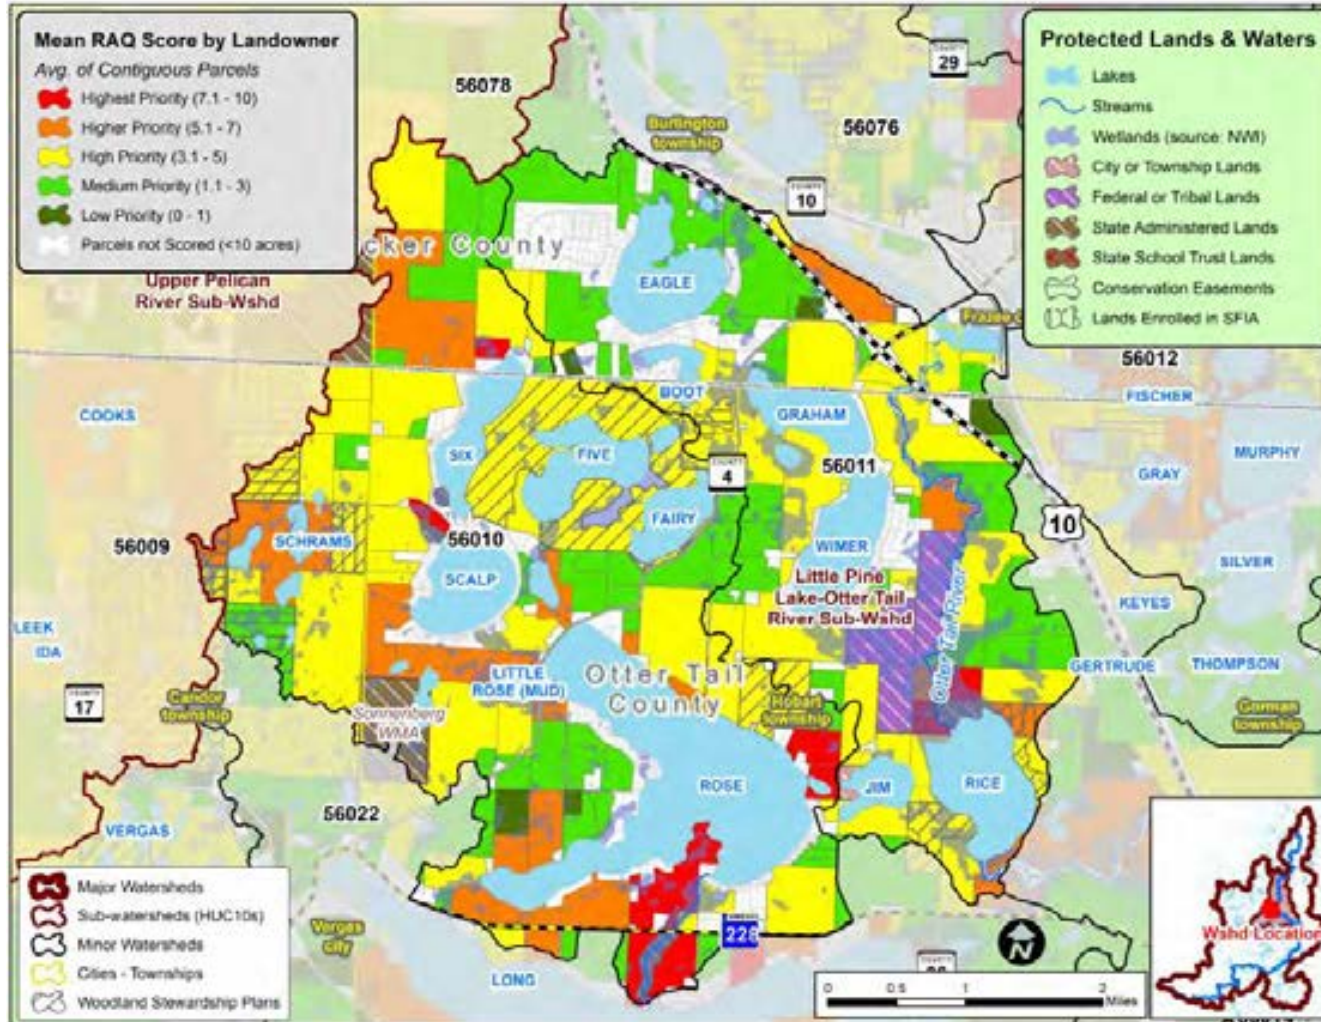 Mean RAQ Score by Landowner
Avg. of Contiguous Parcels
Highest Priority (7.1 - 10)
Higher Priority (5.1 - 7)
High Priority (3.1 - 5)
Medium Priority (1.1 - 3)
Low Priority (0 - 1)
Parcels not Scored (<10 acres)
Protected Lands & Waters
Lakes
Streams
Wetlands (source: NWI)
City or Township Lands
Federal or Tribal Lands
State Administered Lands
State School Trust Lands
Conservation Easements
Lands Enrolled in SFIA
56078
COUNTY
29
Burlington
township
56076
COUNTY
10
cker County
Upper Pelican
River Sub-Wshd
EAGLE
Frazee
56012
COOKS
BOOT
GRAHAM
FISCHER
SIX
FIVE
COUNTY
4
56011
GRAY
MURPHY
56009
SCHRAMS
56010
FAIRY
10
SCALP
WIMER
SILVER
Little Pine
Lake-Otter Tail
River Sub-Wshd
KEYES
LEEK
IDA
Otter Tail River
LITTLE
ROSE (MUD)
Otter Tail
County
GERTRUDE
THOMPSON
COUNTY
17
Candor
township
Sonnenberg
WMA
Hobart
township
Gorman
township
ROSE
JIM
RICE
56022
VERGAS
Major Watersheds
Sub-watersheds (HUC10s)
Minor Watersheds
Cities - Townships
Woodland Stewardship Plans
Vergas
city
LONG
228
N
COUNTY
0 0.5 1 2
Miles
Wshd Location